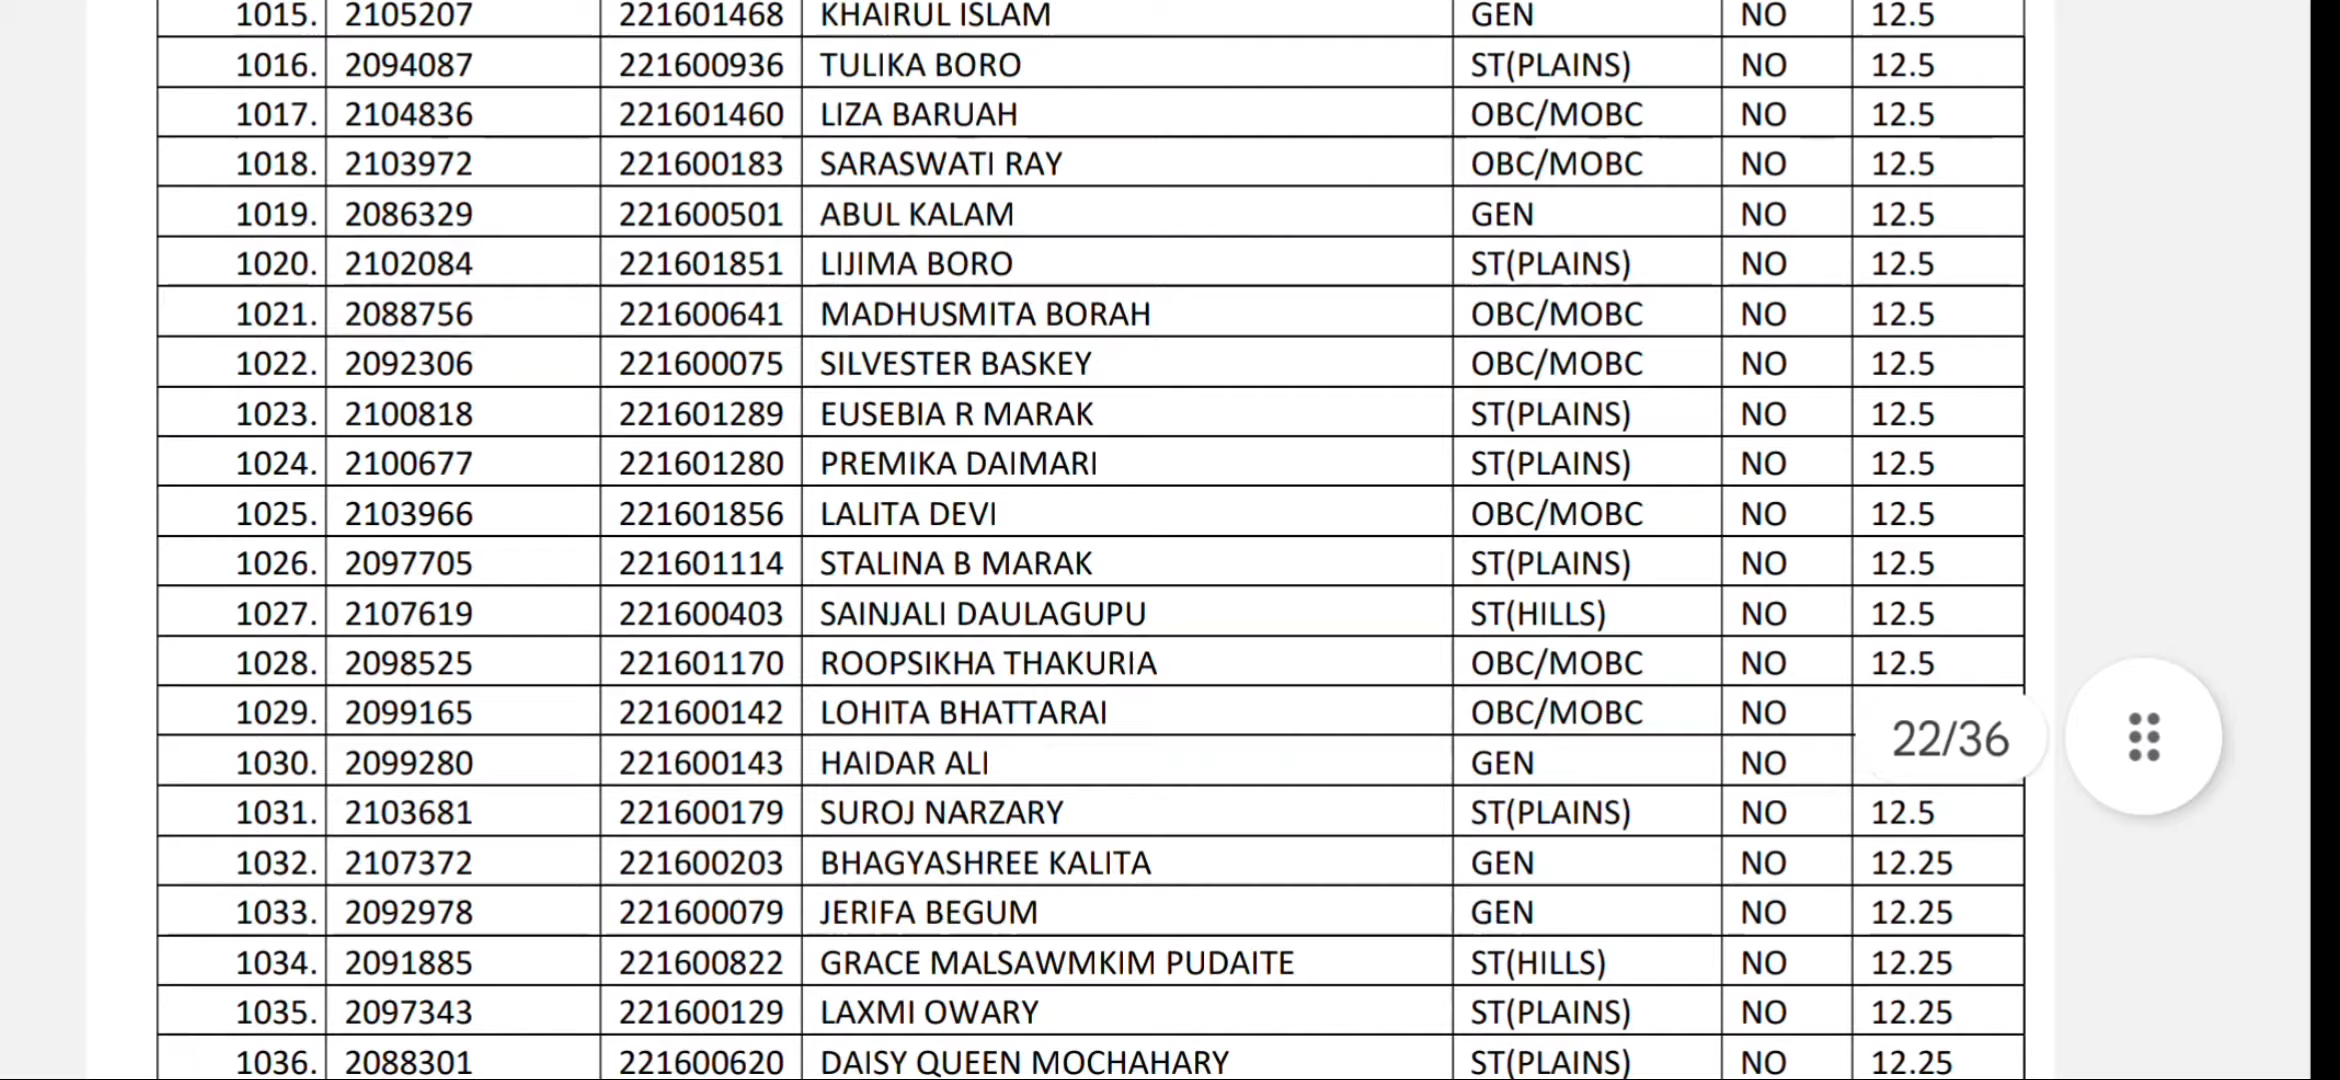 1015. 2105207 221601468 KHAIRUL ISLAM GEN NO 12.5
1016. 2094087 221600936 TULIKA BORO ST(PLAINS) NO 12.5
1017. 2104836 221601460 LIZA BARUAH OBC/MOBC NO 12.5
1018. 2103972 221600183 SARASWATI RAY OBC/MOBC NO 12.5
1019. 2086329 221600501 ABUL KALAM GEN NO 12.5
1020. 2102084 221601851 LIJIMA BORO ST(PLAINS) NO 12.5
1021. 2088756 221600641 MADHUSMITA BORAH OBC/MOBC NO 12.5
1022. 2092306 221600075 SILVESTER BASKEY OBC/MOBC NO 12.5
1023. 2100818 221601289 EUSEBIA R MARAK ST(PLAINS) NO 12.5
1024. 2100677 221601280 PREMIKA DAIMARI ST(PLAINS) NO 12.5
1025. 2103966 221601856 LALITA DEVI OBC/MOBC NO 12.5
1026. 2097705 221601114 STALINA B MARAK ST(PLAINS) NO 12.5
1027. 2107619 221600403 SAINJALI DAULAGUPU ST(HILLS) NO 12.5
1028. 2098525 221601170 ROOPSIKHA THAKURIA OBC/MOBC NO 12.5
1029. 2099165 221600142 LOHITA BHATTARAI OBC/MOBC NO
22/36
1030. 2099280 221600143 HAIDAR ALI GEN NO
1031. 2103681 221600179 SUROJ NARZARY ST(PLAINS) NO 12.5
1032. 2107372 221600203 BHAGYASHREE KALITA GEN NO 12.25
1033. 2092978 221600079 JERIFA BEGUM GEN NO 12.25
1034. 2091885 221600822 GRACE MALSAWMKIM PUDAITE ST(HILLS) NO 12.25
1035. 2097343 221600129 LAXMI OWARY ST(PLAINS) NO 12.25
1036. 2088301 221600620 DAISY QUEEN MOCHAHARY ST(PLAINS) NO 12.25